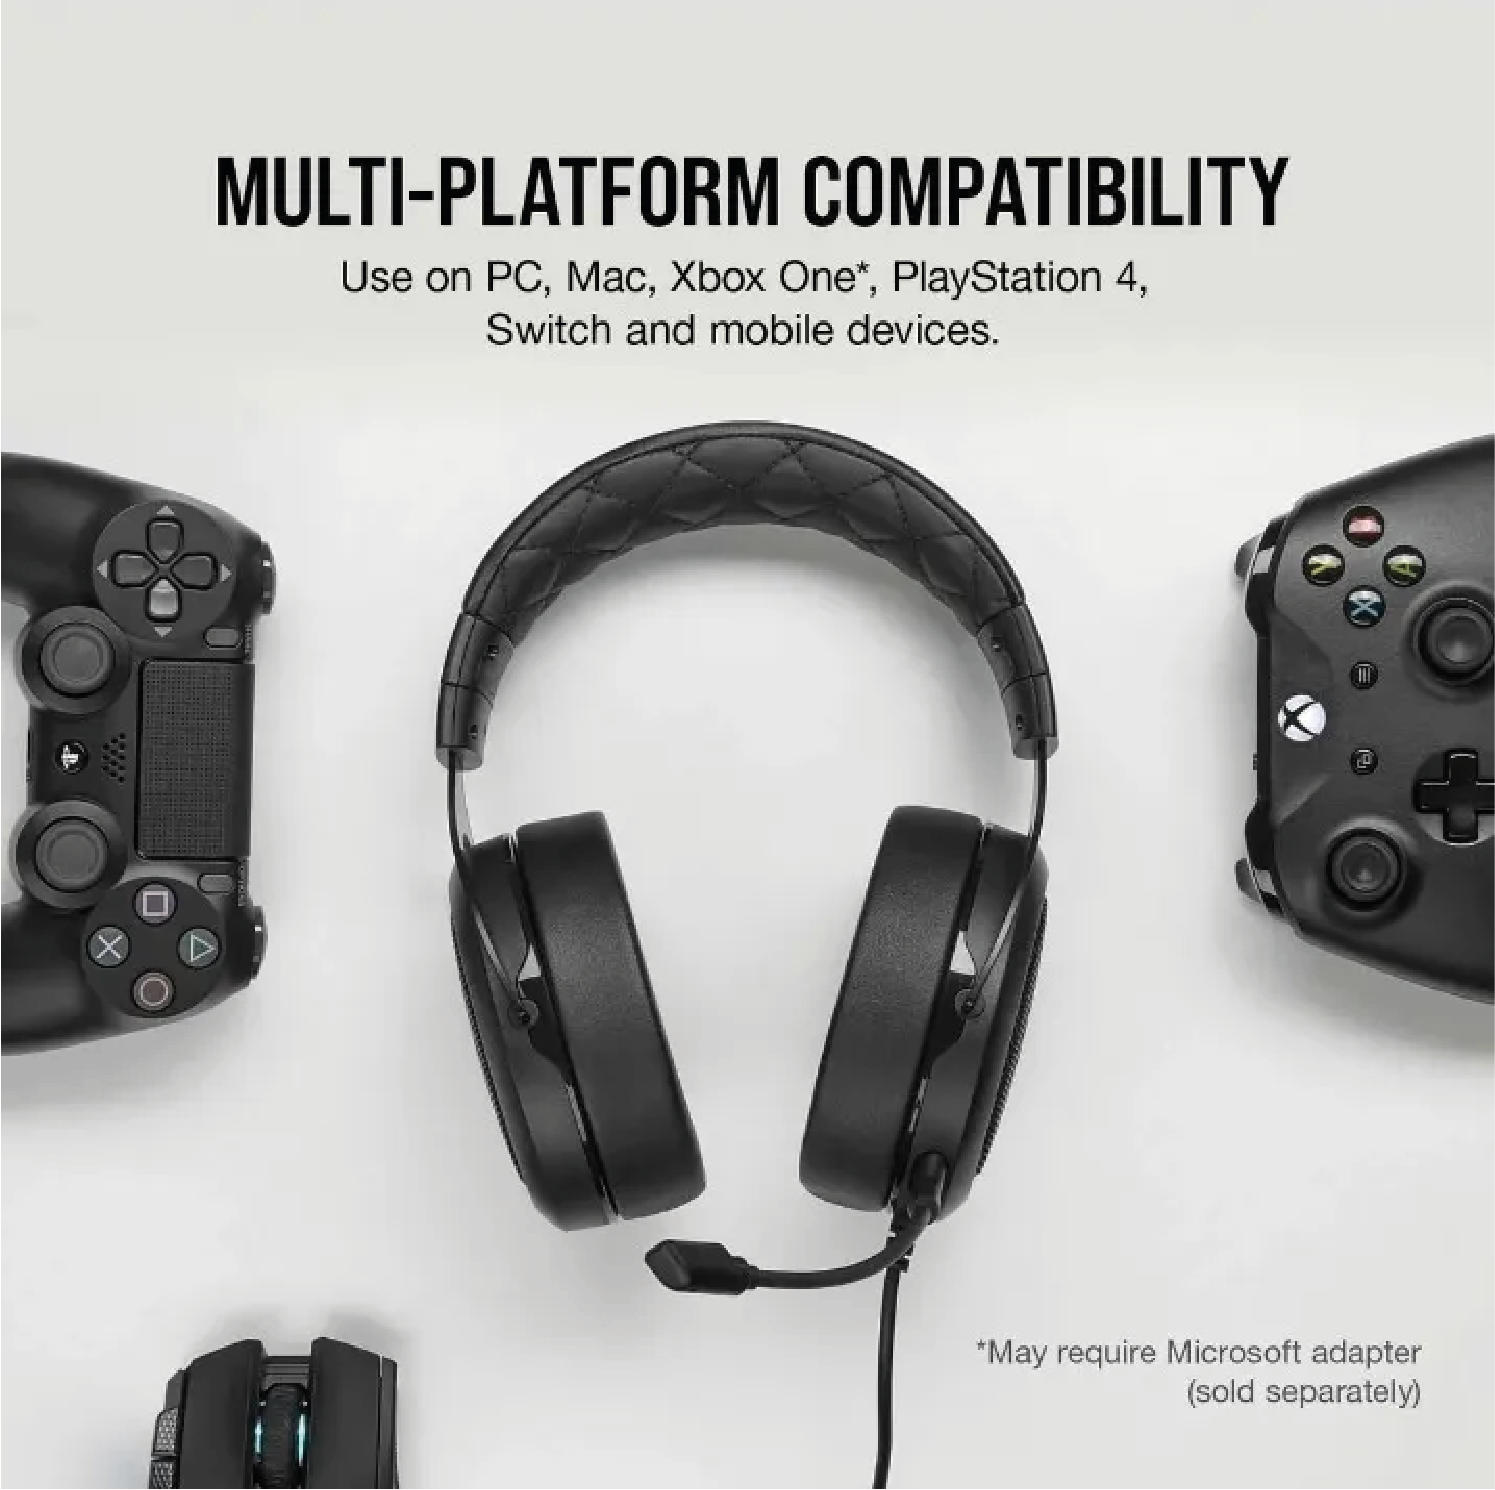 MULTI-PLATFORM COMPATIBILITY
Use on PC, Mac, Xbox One*, PlayStation 4,
Switch and mobile devices.
Y
A
X
*May require Microsoft adapter
(sold separately)